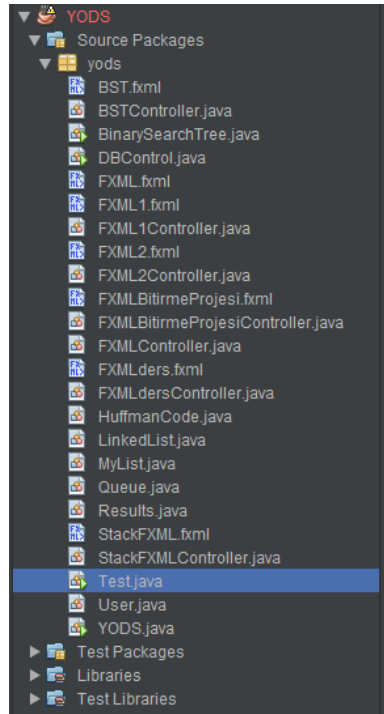 YODS
Source Packages
yods
BST.fxml
BSTController.java
BinarySearchTree.java
DBControl.java
FXML.fxml
FXML1.fxml
FXML1Controller.java
FXML2.fxml
FXML2Controller.java
FXMLBitirmeProjesi.fxml
FXMLBitirmeProjesiController.java
FXMLController.java
FXMLders.fxml
FXMLdersController.java
HuffmanCode.java
LinkedList.java
MyList.java
Queue.java
Results.java
StackFXML.fxml
StackFXMLController.java
Test.java
User.java
YODS.java
Test Packages
Libraries
Test Libraries